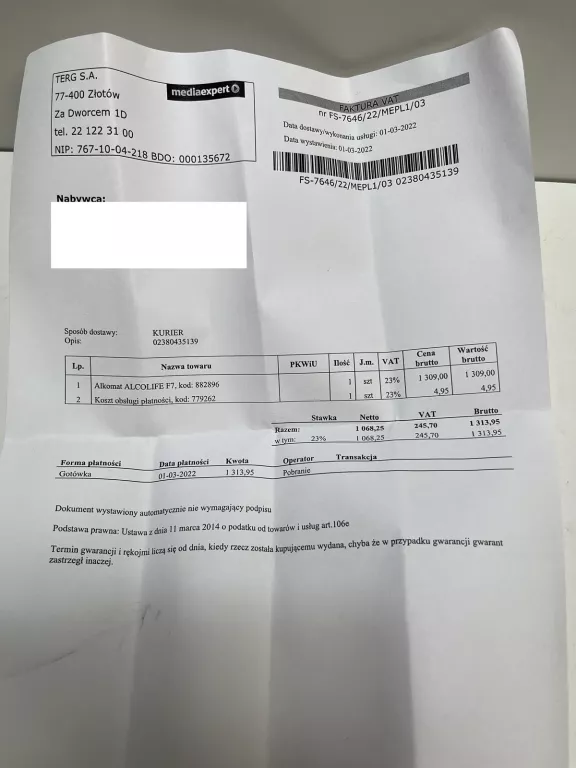 TERG S.A.
77-400 Złotów
Za Dworcem 1D
tel. 22 122 31 00
NIP: 767-10-04-218 BDO: 000135672
mediaexpert
FAKTURA VAT
nr FS-7646/22/MEPL1/03
Data dostawy/wykonania usługi: 01-03-2022
Data wystawienia: 01-03-2022
FS-7646/22/MEPL1/03 02380435139
Nabywca:
Sposób dostawy: KURIER
Opis: 02380435139
Lp. Nazwa towaru PKWiU Ilość J.m. VAT Cena brutto Wartość brutto
1 Alkomat ALCOLIFE F7, kod: 882896 1 szt 23% 1 309,00 1 309,00
2 Koszt obsługi płatności, kod: 779262 1 szt 23% 4,95 4,95
Stawka Netto VAT Brutto
Razem: 1 068,25 245,70 1 313,95
w tym: 23% 1 068,25 245,70 1 313,95
Forma płatności Data płatności Kwota Operator Transakcja
Gotówka 01-03-2022 1 313,95 Pobranie
Dokument wystawiony automatycznie nie wymagający podpisu
Podstawa prawna: Ustawa z dnia 11 marca 2014 o podatku od towarów i usług art.106e
Termin gwarancji i rękojmi liczą się od dnia, kiedy rzecz została kupującemu wydana, chyba że w przypadku gwarancji gwarant
zastrzegł inaczej.